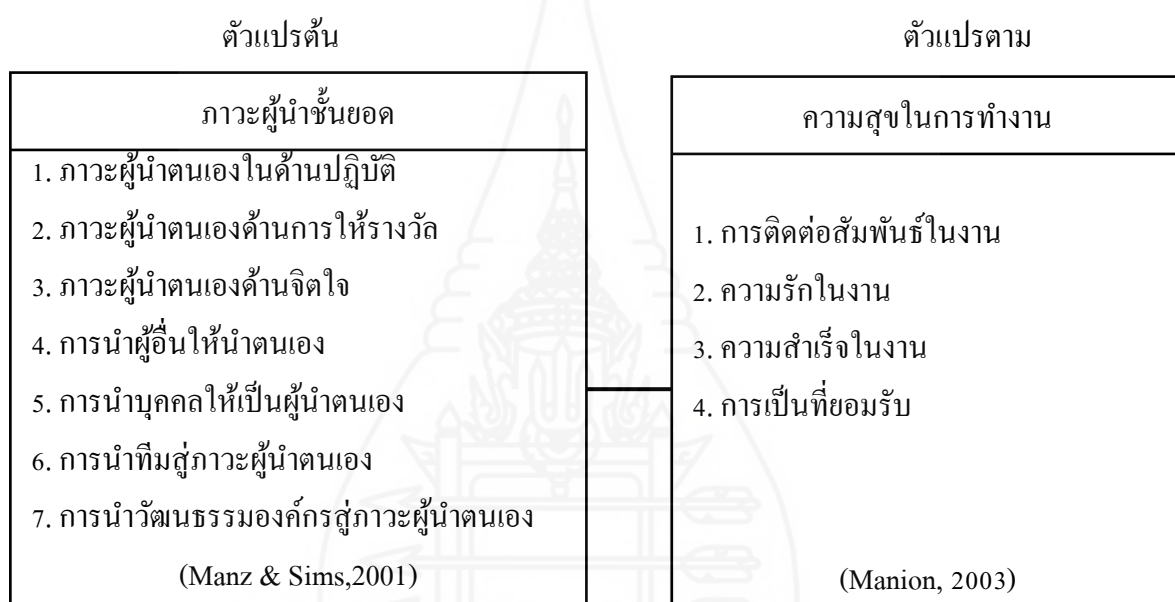 ตัวแปรต้น
ภาวะผู้นำชั้นยอด
1. ภาวะผู้นำตนเองในด้านปฏิบัติ
2. ภาวะผู้นำตนเองด้านการให้รางวัล
3. ภาวะผู้นำตนเองด้านจิตใจ
4. การนำผู้อื่นให้นำตนเอง
5. การนำบุคคลให้เป็นผู้นำตนเอง
6. การนำทีมสู่ภาวะผู้นำตนเอง
7. การนำวัฒนธรรมองค์กรสู่ภาวะผู้นำตนเอง
(Manz & Sims,2001)
ตัวแปรตาม
ความสุขในการทำงาน
1. การติดต่อสัมพันธ์ในงาน
2. ความรักในงาน
3. ความสำเร็จในงาน
4. การเป็นที่ยอมรับ
(Manion, 2003)